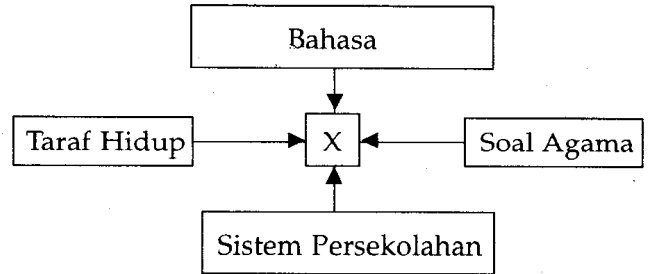 Bahasa
Taraf Hidup
X
Soal Agama
Sistem Persekolahan